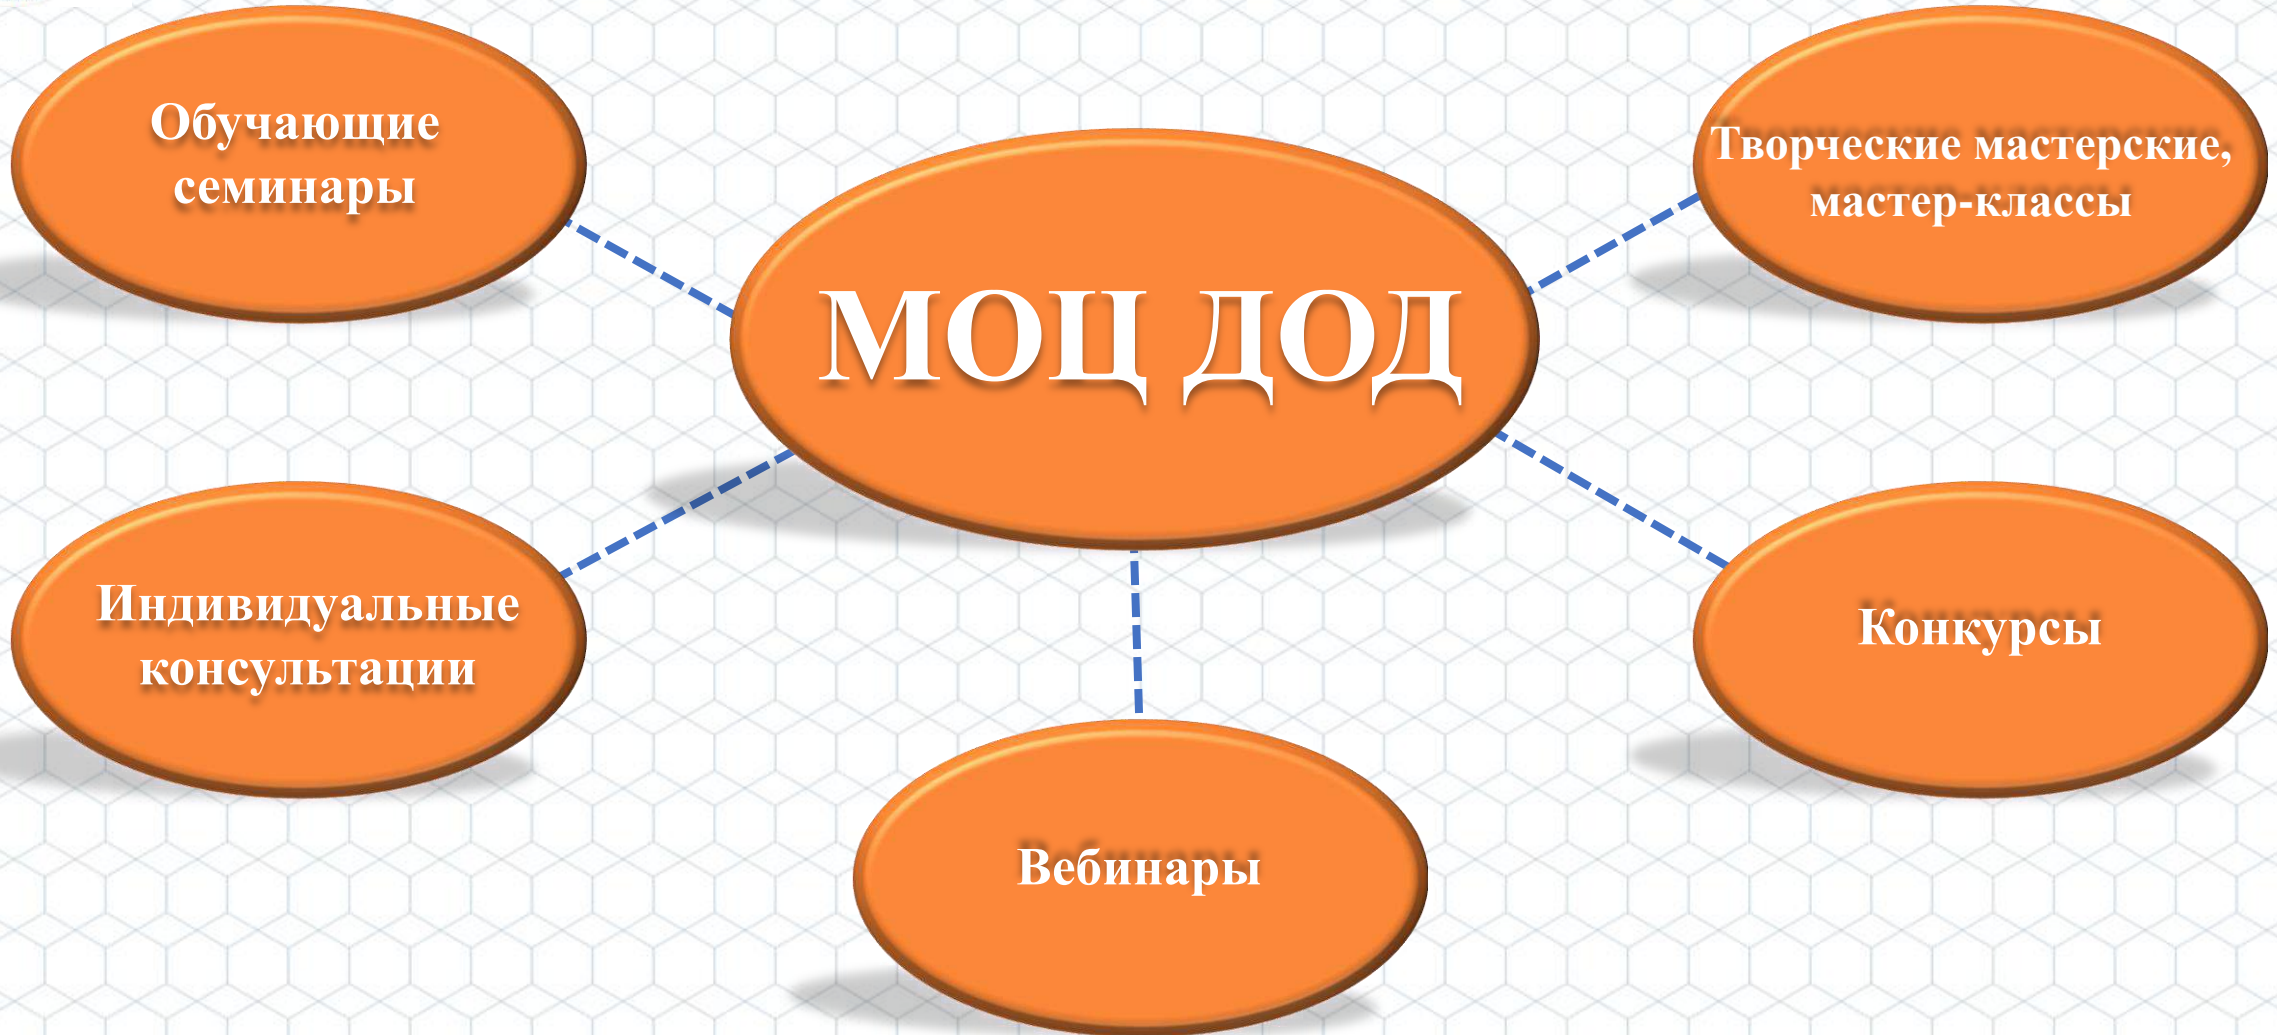 Обучающие
семинары
Творческие мастерские,
мастер-классы
МОЦ ДОД
Индивидуальные
консультации
Конкурсы
Вебинары